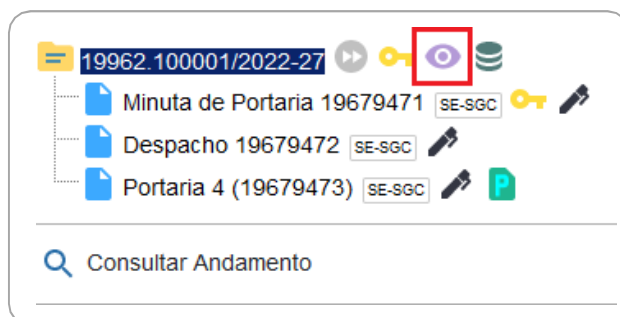 19962.100001/2022-27
Minuta de Portaria 19679471 SE-SGC
Despacho 19679472 SE-SGC
Portaria 4 (19679473) SE-SGC P
Consultar Andamento